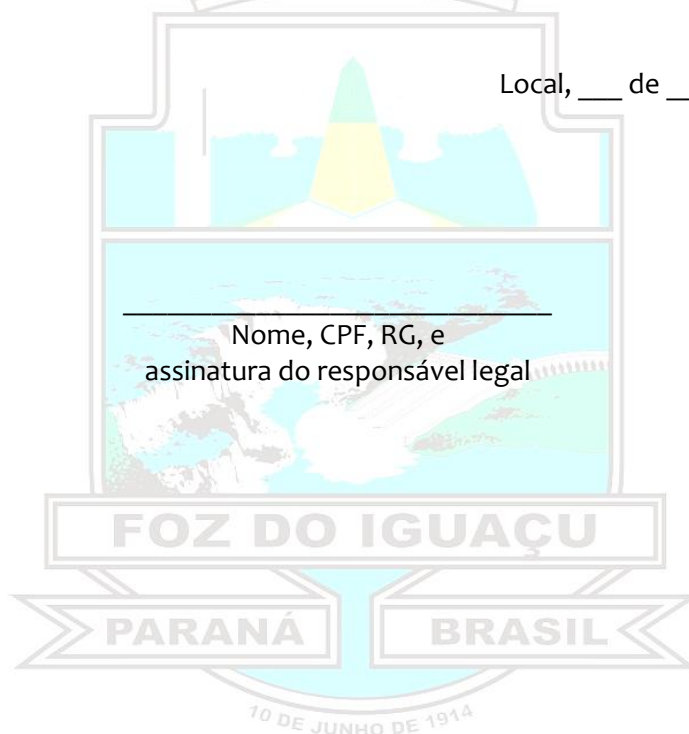 Local, ___ de __
______________________________
Nome, CPF, RG, e
assinatura do responsável legal
FOZ DO IGUAÇU
PARANÁ BRASIL
10 DE JUNHO DE 1914